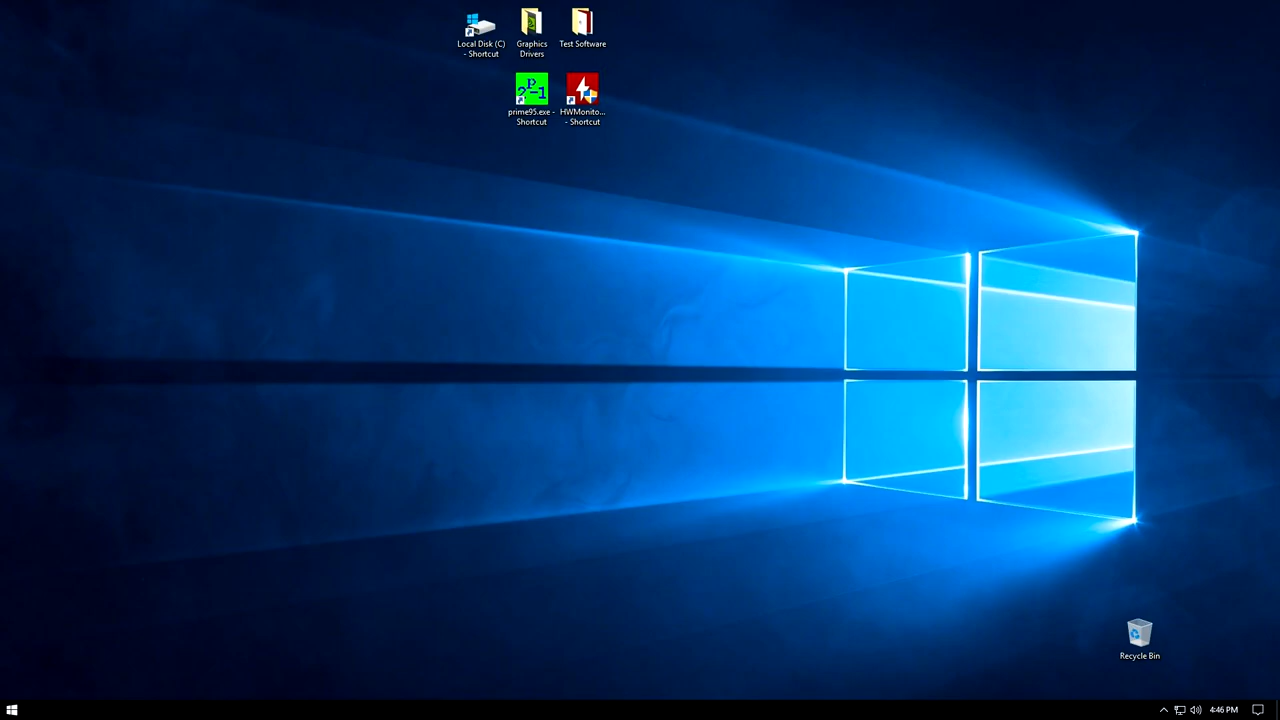 Local Disk (C)
- Shortcut
Graphics
Drivers
Test Software
prime95.exe -
Shortcut
HWMonito...
- Shortcut
Recycle Bin
4:46 PM